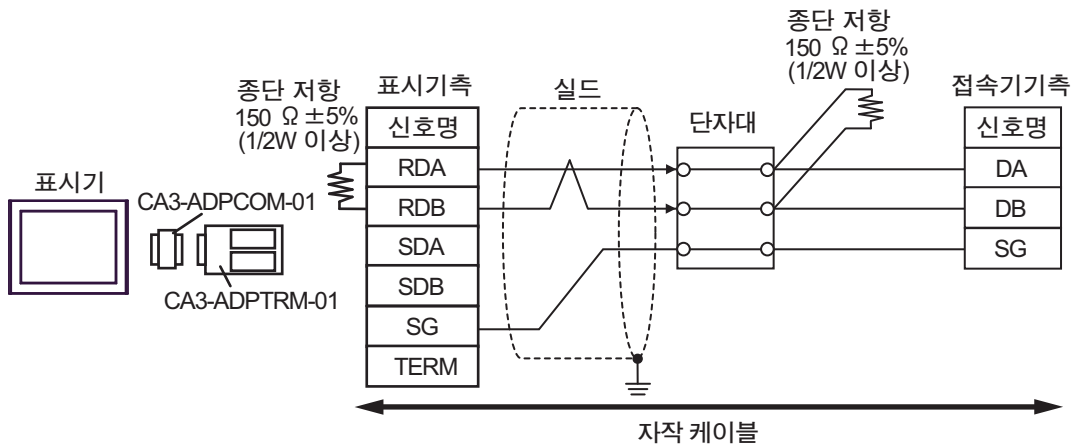 종단 저항
150 Ω ±5%
(1/2W 이상)
종단 저항
150 Ω ±5%
(1/2W 이상)
표시기측
실드
단자대
접속기기측
신호명
신호명
표시기
CA3-ADPCOM-01
CA3-ADPTRM-01
RDA
RDB
SDA
SDB
SG
TERM
DA
DB
SG
자작 케이블